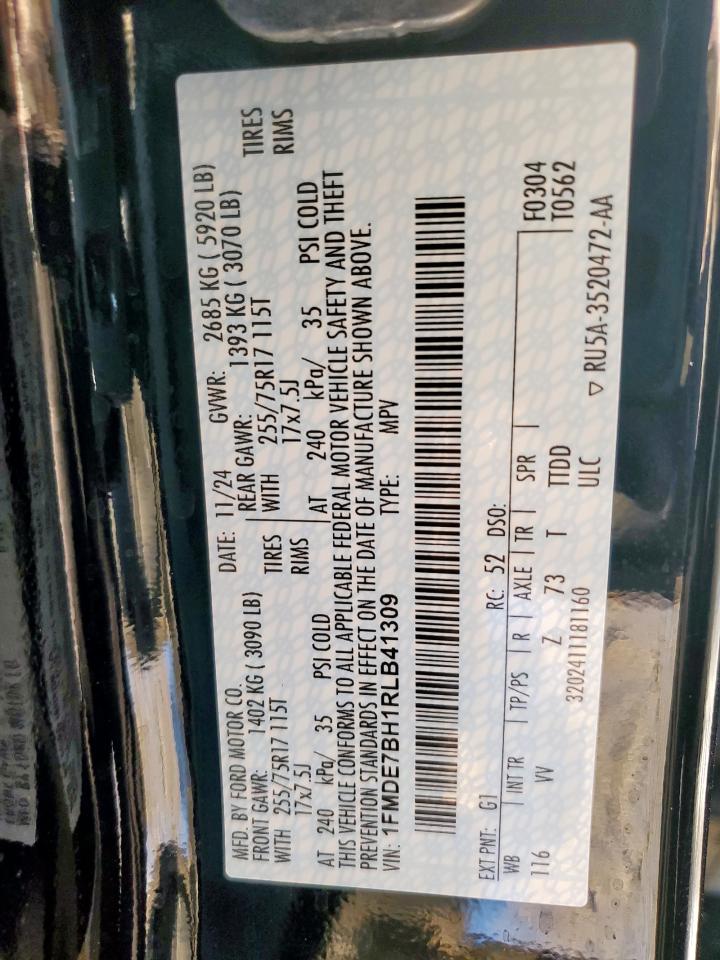 MFD. BY FORD MOTOR CO.
DATE: 11/24 GVWR: 2685 KG ( 5920 LB)
FRONT GAWR: 1402 KG ( 3090 LB)
REAR GAWR: 1393 KG ( 3070 LB)
WITH 255/75R17 115T TIRES
WITH 255/75R17 115T TIRES
17x7.5J RIMS
17x7.5J RIMS
AT 240 kPa/ 35 PSI COLD
AT 240 kPa/ 35 PSI COLD
THIS VEHICLE CONFORMS TO ALL APPLICABLE FEDERAL MOTOR VEHICLE SAFETY AND THEFT
PREVENTION STANDARDS IN EFFECT ON THE DATE OF MANUFACTURE SHOWN ABOVE.
VIN: 1FMDE7BH1RLB41309 TYPE: MPV
EXT PNT: G1 RC: 52 DSO:
F0304
WB INT TR TP/PS R AXLE TR SPR
T0562
116 VV Z 73 T TTDD
3202411181160 ULC ▽ RU5A-3520472-AA